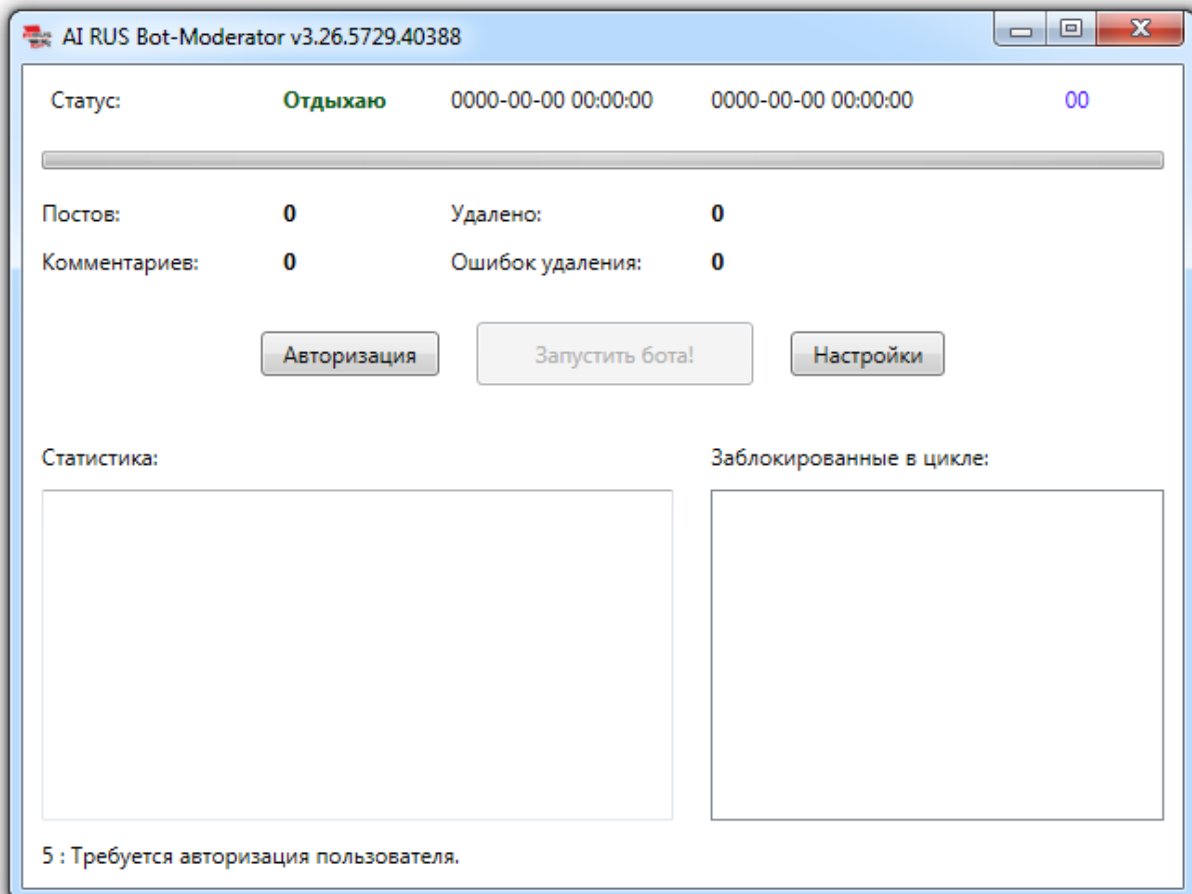 AI RUS Bot-Moderator v3.26.5729.40388
Статус: Отдыхаю 0000-00-00 00:00:00 0000-00-00 00:00:00 00
Постов: 0 Удалено: 0
Комментариев: 0 Ошибок удаления: 0
Авторизация Запустить бота! Настройки
Статистика: Заблокированные в цикле:
5 : Требуется авторизация пользователя.